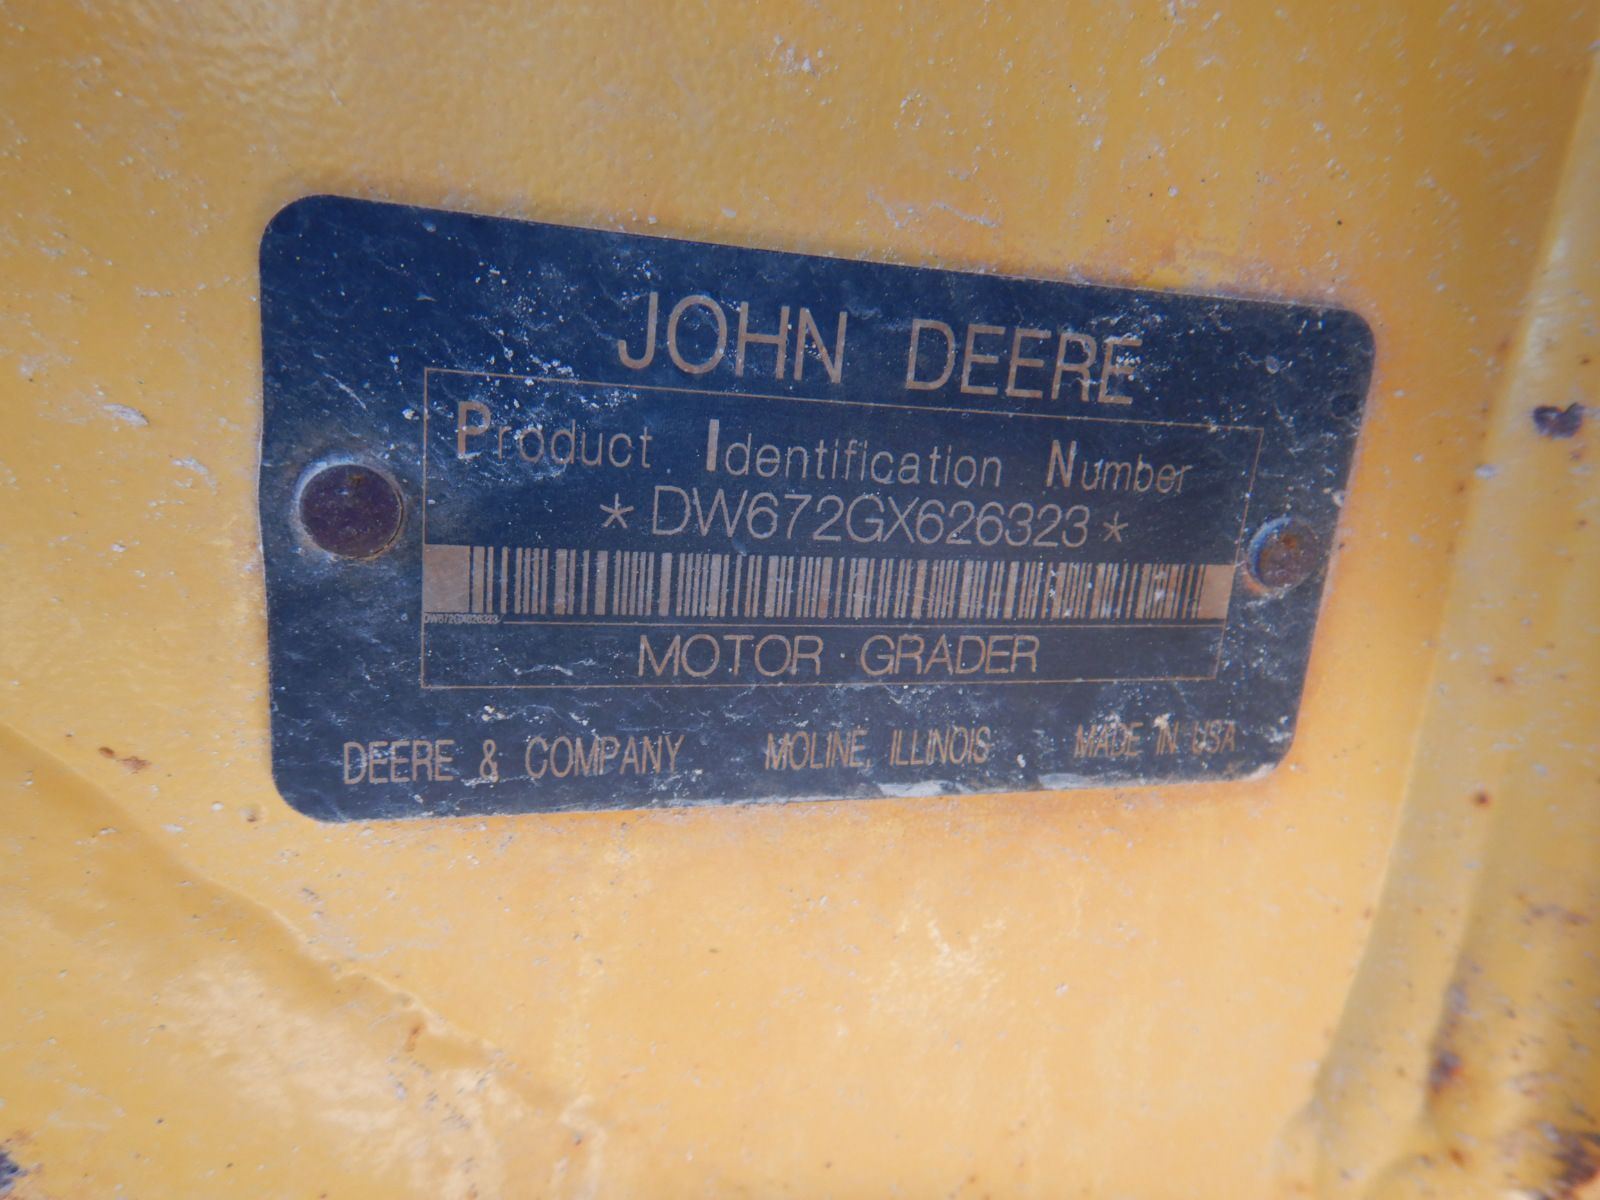 JOHN DEERE
Product Identification Number
*DW672GX626323*
DW672GX626323
MOTOR GRADER
DEERE & COMPANY MOLINE, ILLINOIS MADE IN USA